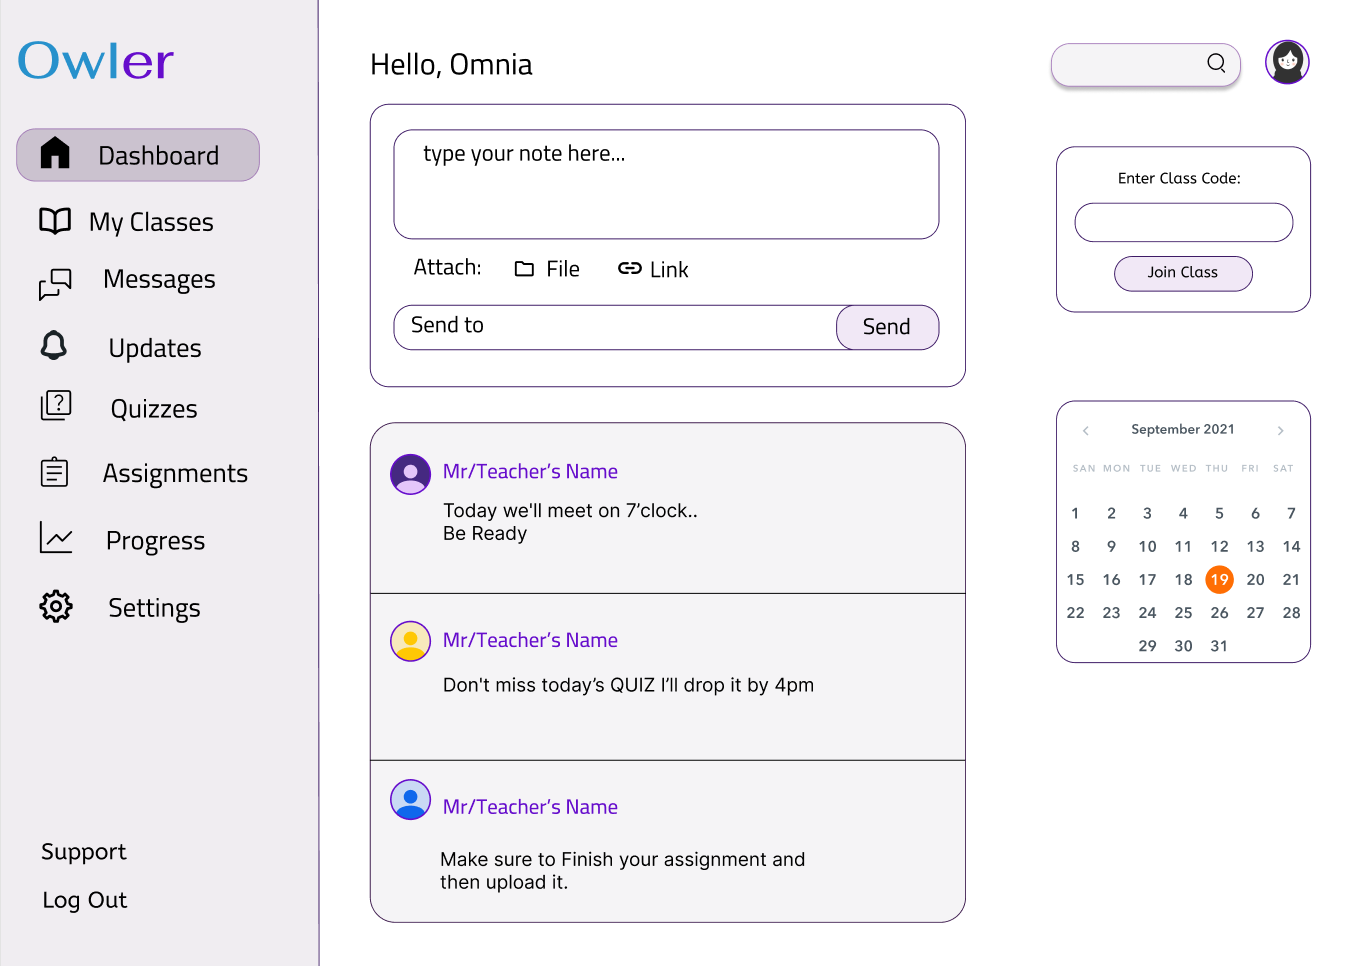 Owler
Dashboard
My Classes
Messages
Updates
Quizzes
Assignments
Progress
Settings
Support
Log Out
Hello, Omnia
type your note here...
Attach: File Link
Send to Send
Mr/Teacher’s Name
Today we'll meet on 7’clock..
Be Ready
Mr/Teacher’s Name
Don't miss today’s QUIZ I’ll drop it by 4pm
Mr/Teacher’s Name
Make sure to Finish your assignment and
then upload it.
Enter Class Code:
Join Class
September 2021
SAN MON TUE WED THU FRI SAT
1 2 3 4 5 6 7
8 9 10 11 12 13 14
15 16 17 18 19 20 21
22 23 24 25 26 27 28
29 30 31